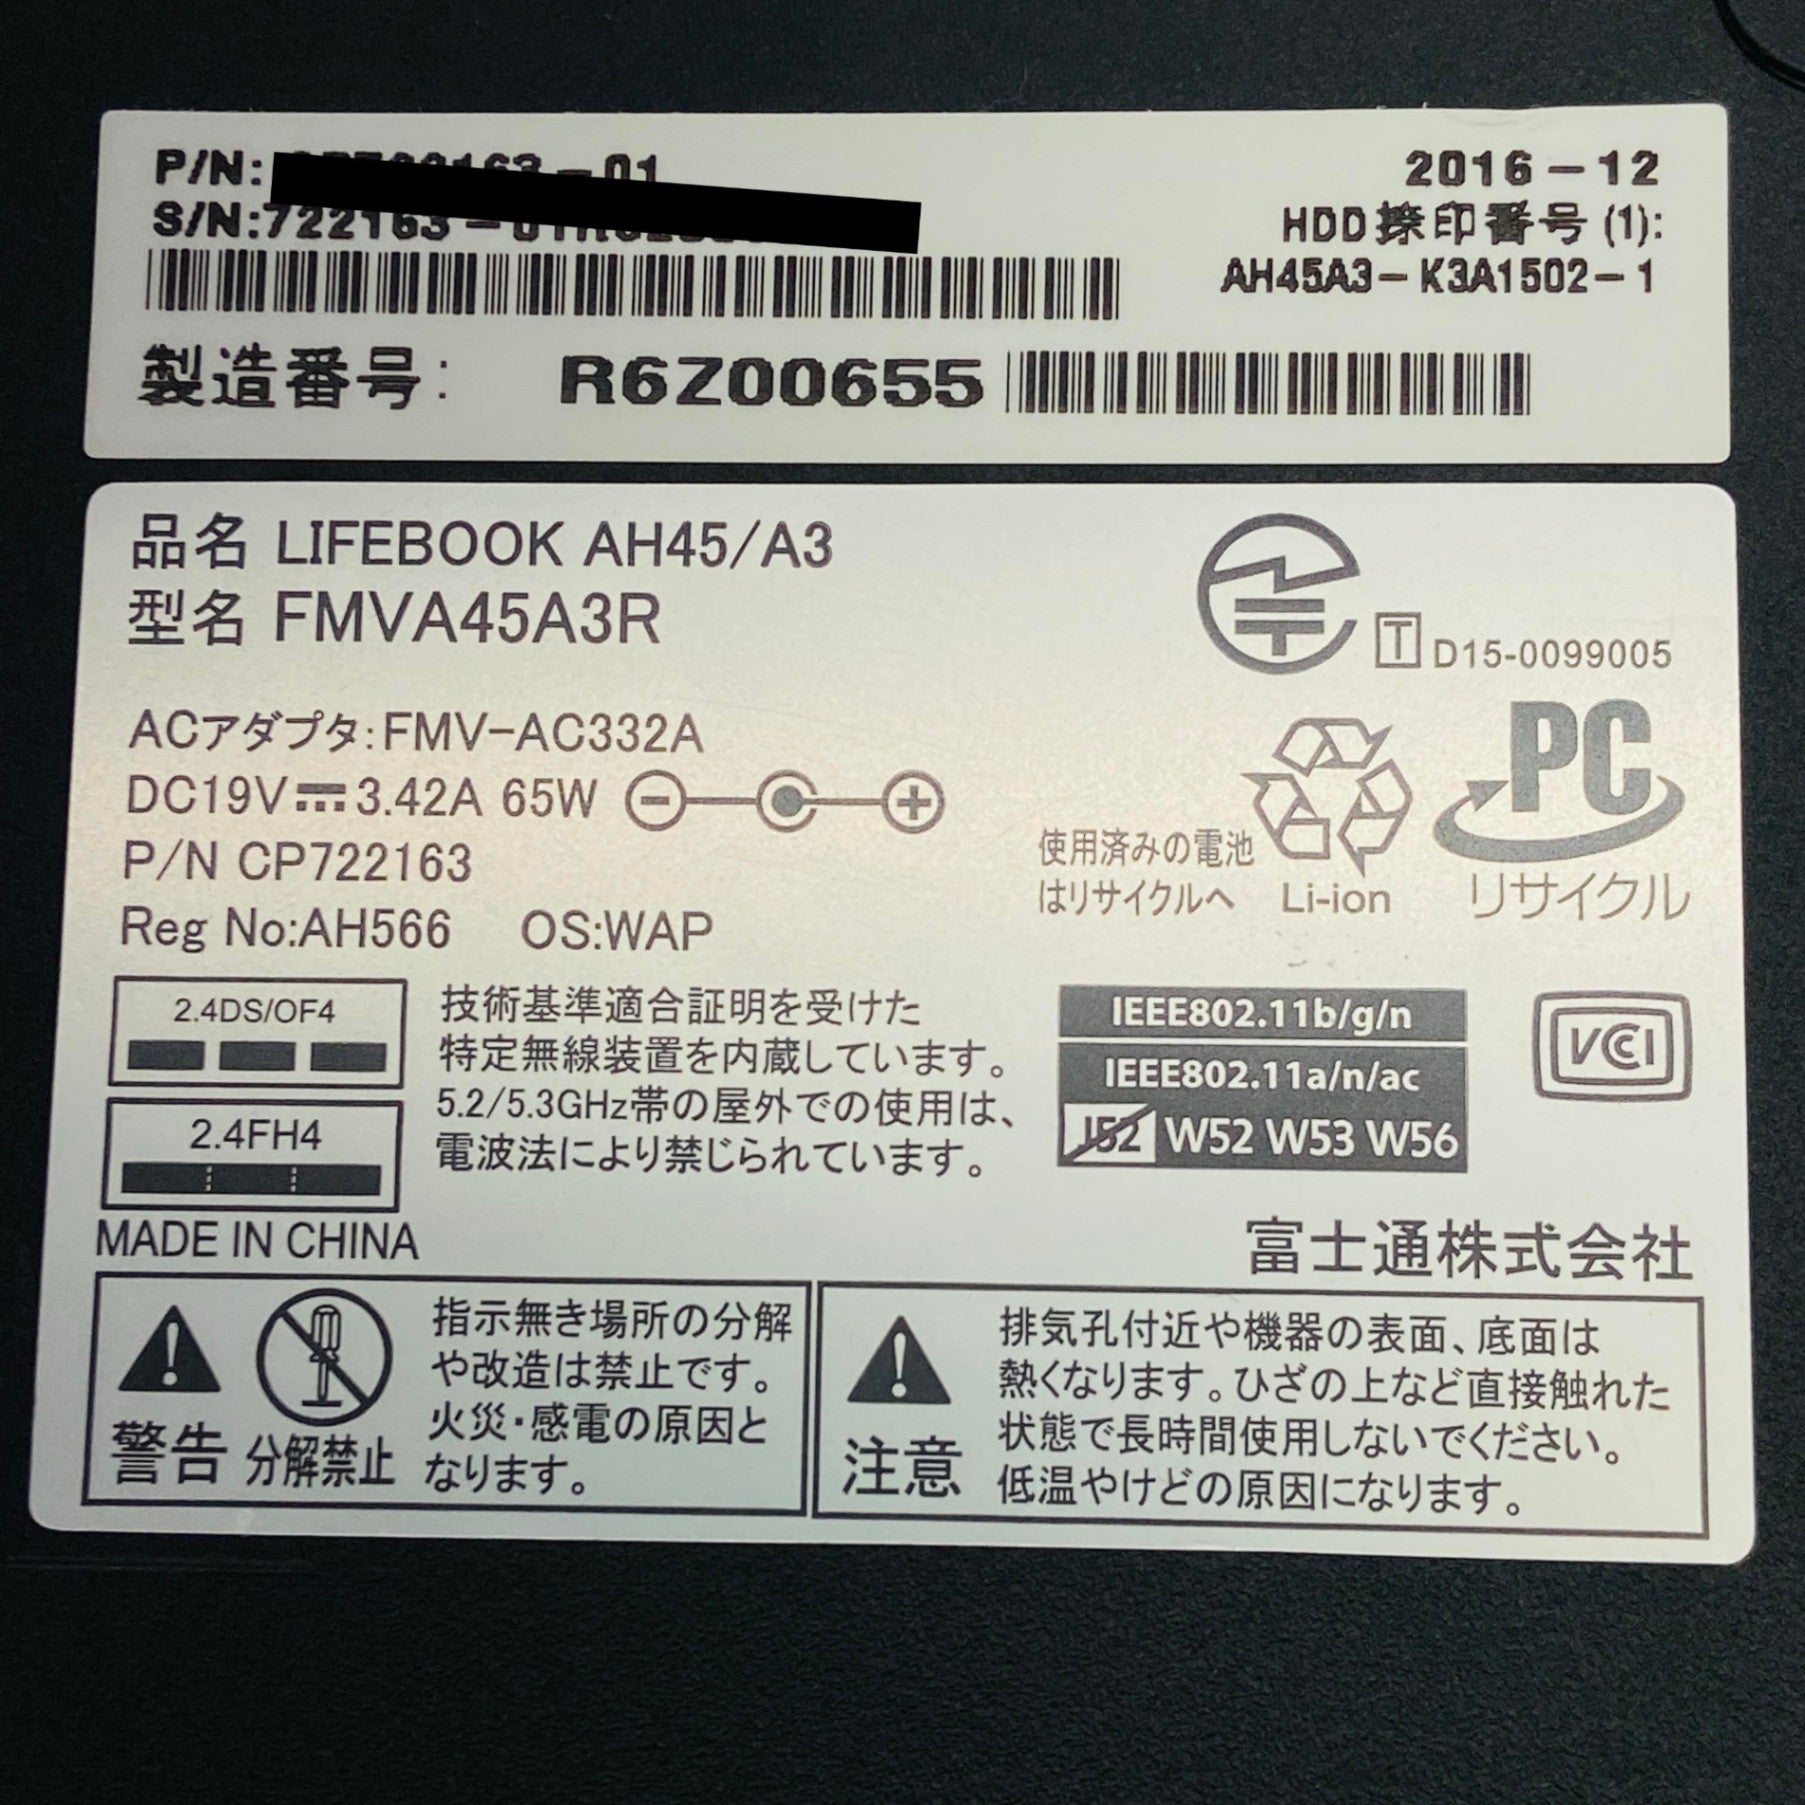 P/N: -01
S/N:722163-
2016-12
HDD捺印番号(1):
AH45A3-K3A1502-1
製造番号: R6Z00655
品名 LIFEBOOK AH45/A3
型名 FMVA45A3R
T D15-0099005
ACアダプタ:FMV-AC332A
DC19V 3.42A 65W
P/N CP722163
Reg No:AH566 OS:WAP
使用済みの電池
はリサイクルへ
Li-ion
PC
リサイクル
2.4DS/OF4
2.4FH4
技術基準適合証明を受けた
特定無線装置を内蔵しています。
5.2/5.3GHz帯の屋外での使用は、
電波法により禁じられています。
IEEE802.11b/g/n
IEEE802.11a/n/ac
J52 W52 W53 W56
VCCI
MADE IN CHINA
富士通株式会社
警告
分解禁止
指示無き場所の分解
や改造は禁止です。
火災・感電の原因と
なります。
注意
排気孔付近や機器の表面、底面は
熱くなります。ひざの上など直接触れた
状態で長時間使用しないでください。
低温やけどの原因になります。